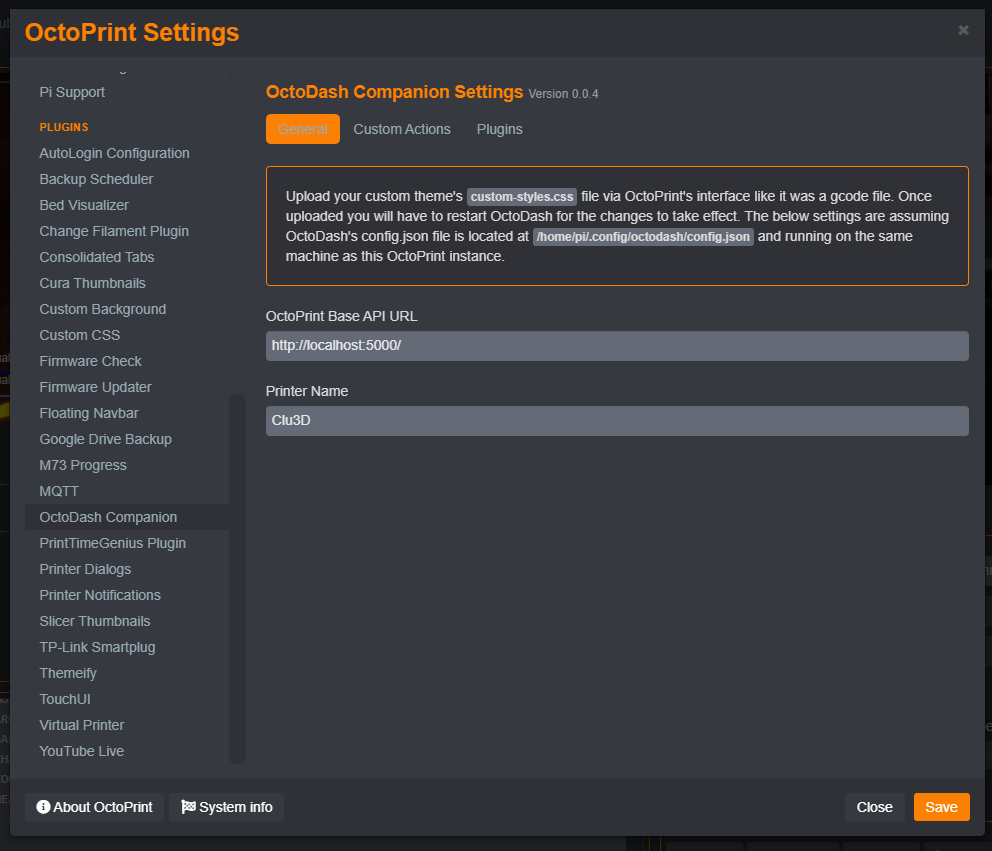 OctoPrint Settings
Pi Support
PLUGINS
AutoLogin Configuration
Backup Scheduler
Bed Visualizer
Change Filament Plugin
Consolidated Tabs
Cura Thumbnails
Custom Background
Custom CSS
Firmware Check
Firmware Updater
Floating Navbar
Google Drive Backup
M73 Progress
MQTT
OctoDash Companion
PrintTimeGenius Plugin
Printer Dialogs
Printer Notifications
Slicer Thumbnails
TP-Link Smartplug
Themeify
TouchUI
Virtual Printer
YouTube Live
OctoDash Companion Settings Version 0.0.4
General Custom Actions Plugins
Upload your custom theme's custom-styles.css file via OctoPrint's interface like it was a gcode file. Once
uploaded you will have to restart OctoDash for the changes to take effect. The below settings are assuming
OctoDash's config.json file is located at /home/pi/.config/octodash/config.json and running on the same
machine as this OctoPrint instance.
OctoPrint Base API URL
http://localhost:5000/
Printer Name
Clu3D
About OctoPrint System info Close Save